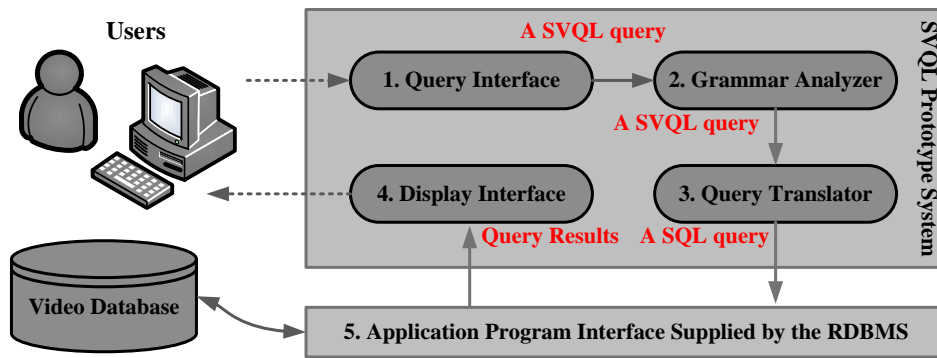 Users
A SVQL query
1. Query Interface
2. Grammar Analyzer
A SVQL query
4. Display Interface
3. Query Translator
Query Results
A SQL query
SVQL Prototype System
Video Database
5. Application Program Interface Supplied by the RDBMS